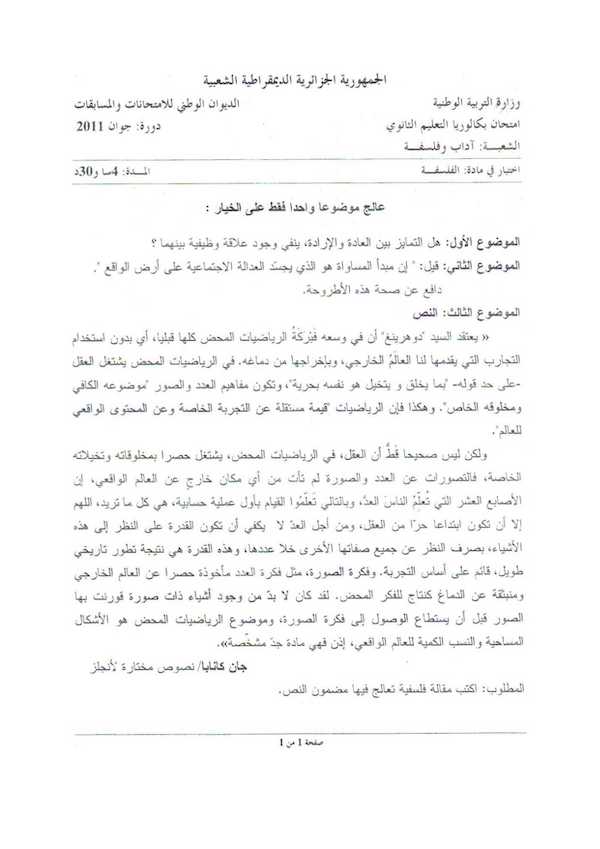 الجمهورية الجزائرية الديمقراطية الشعبية
وزارة التربية الوطنية
الديوان الوطني للامتحانات والمسابقات
امتحان بكالوريا التعليم الثانوي
دورة: جوان 2011
الشعبة: آداب وفلسفة
اختبار في مادة: الفلسفة
المدة: 4سا و30د
عالج موضوعا واحدا فقط على الخيار :
الموضوع الأول: هل التمايز بين العادة والإرادة، ينفي وجود علاقة وظيفية بينهما ؟
الموضوع الثاني: قيل: " إن مبدأ المساواة هو الذي يجسّد العدالة الاجتماعية على أرض الواقع ".
دافع عن صحة هذه الأطروحة.
الموضوع الثالث: النص
« يعتقد السيد "دوهرينغ" أن في وسعه فَبْرَكَةُ الرياضيات المحض كلها قبليا، أي بدون استخدام
التجارب التي يقدمها لنا العالَمُ الخارجي، وبإخراجها من دماغه. في الرياضيات المحض يشتغل العقل
-على حد قوله- "بما يخلق و يتخيل هو نفسه بحرية"، وتكون مفاهيم العدد والصور "موضوعه الكافي
ومخلوقه الخاص". وهكذا فإن الرياضيات "قيمة مستقلة عن التجربة الخاصة وعن المحتوى الواقعي
للعالم".
ولكن ليس صحيحا قَطُّ أن العقل، في الرياضيات المحض، يشتغل حصرا بمخلوقاته وتخيلاته
الخاصة، فالتصورات عن العدد والصورة لم تأت من أي مكان خارجٍ عن العالم الواقعي، إن
الأصابع العشر التي تُعلّمُ الناسَ العدَّ، وبالتالي تَعلَّمُوا القيام بأول عملية حسابية، هي كل ما تريد، اللهم
إلا أن تكون ابتداعا حرّا من العقل، ومن أجل العدّ لا يكفي أن تكون القدرة على النظر إلى هذه
الأشياء، بصرف النظر عن جميع صفاتها الأخرى خلا عددها، وهذه القدرة هي نتيجة تطور تاريخي
طويل، قائم على أساس التجربة. وفكرة الصورة، مثل فكرة العدد مأخوذة حصرا عن العالم الخارجي
ومنبثقة عن الدماغ كنتاج للفكر المحض. لقد كان لا بدّ من وجود أشياء ذات صورة قورنت بها
الصور قبل أن يستطاع الوصول إلى فكرة الصورة، وموضوع الرياضيات المحض هو الأشكال
المساحية والنسب الكمية للعالم الواقعي، إذن فهي مادة جدّ مشخّصة».
جان كانابا/ نصوص مختارة لأنجلز
المطلوب: اكتب مقالة فلسفية تعالج فيها مضمون النص.
صفحة 1 من 1